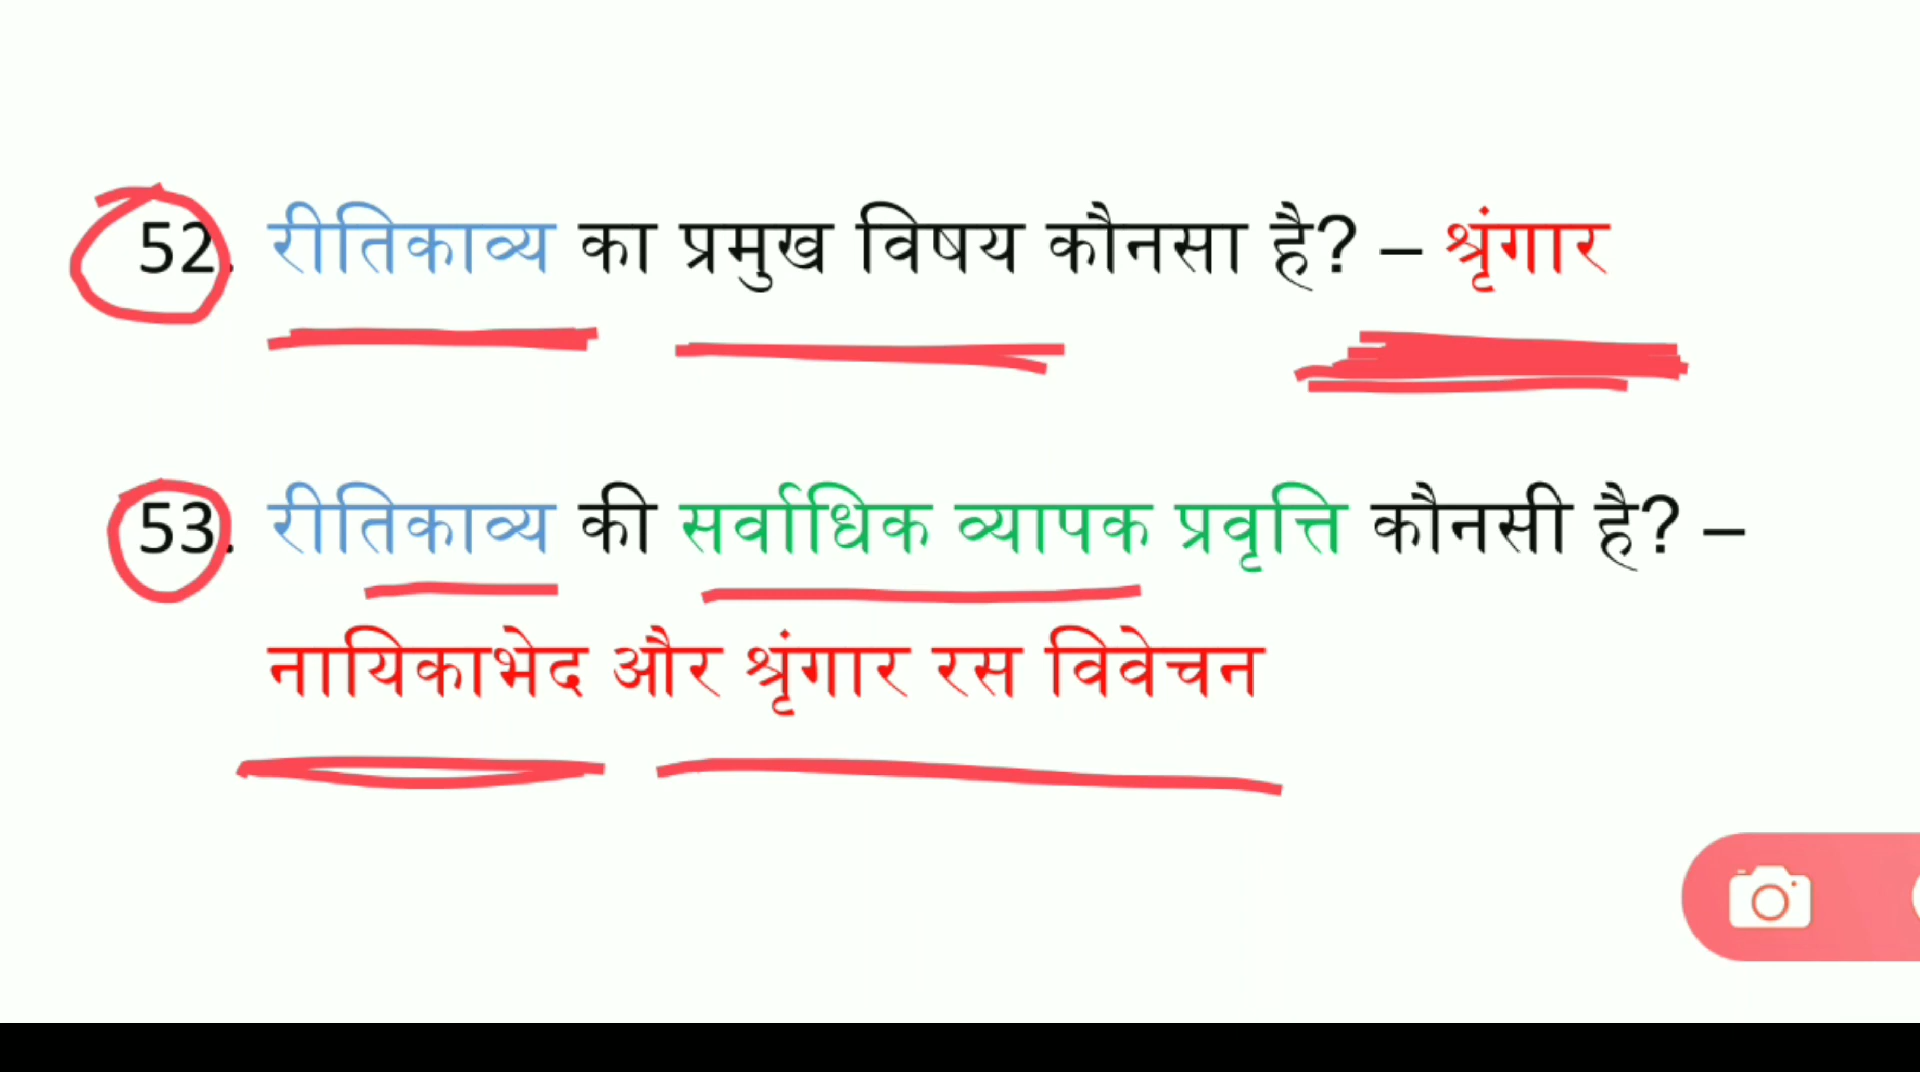 52. रीतिकाव्य का प्रमुख विषय कौनसा है? – श्रृंगार
53. रीतिकाव्य की सर्वाधिक व्यापक प्रवृत्ति कौनसी है? –
नायिकाभेद और श्रृंगार रस विवेचन